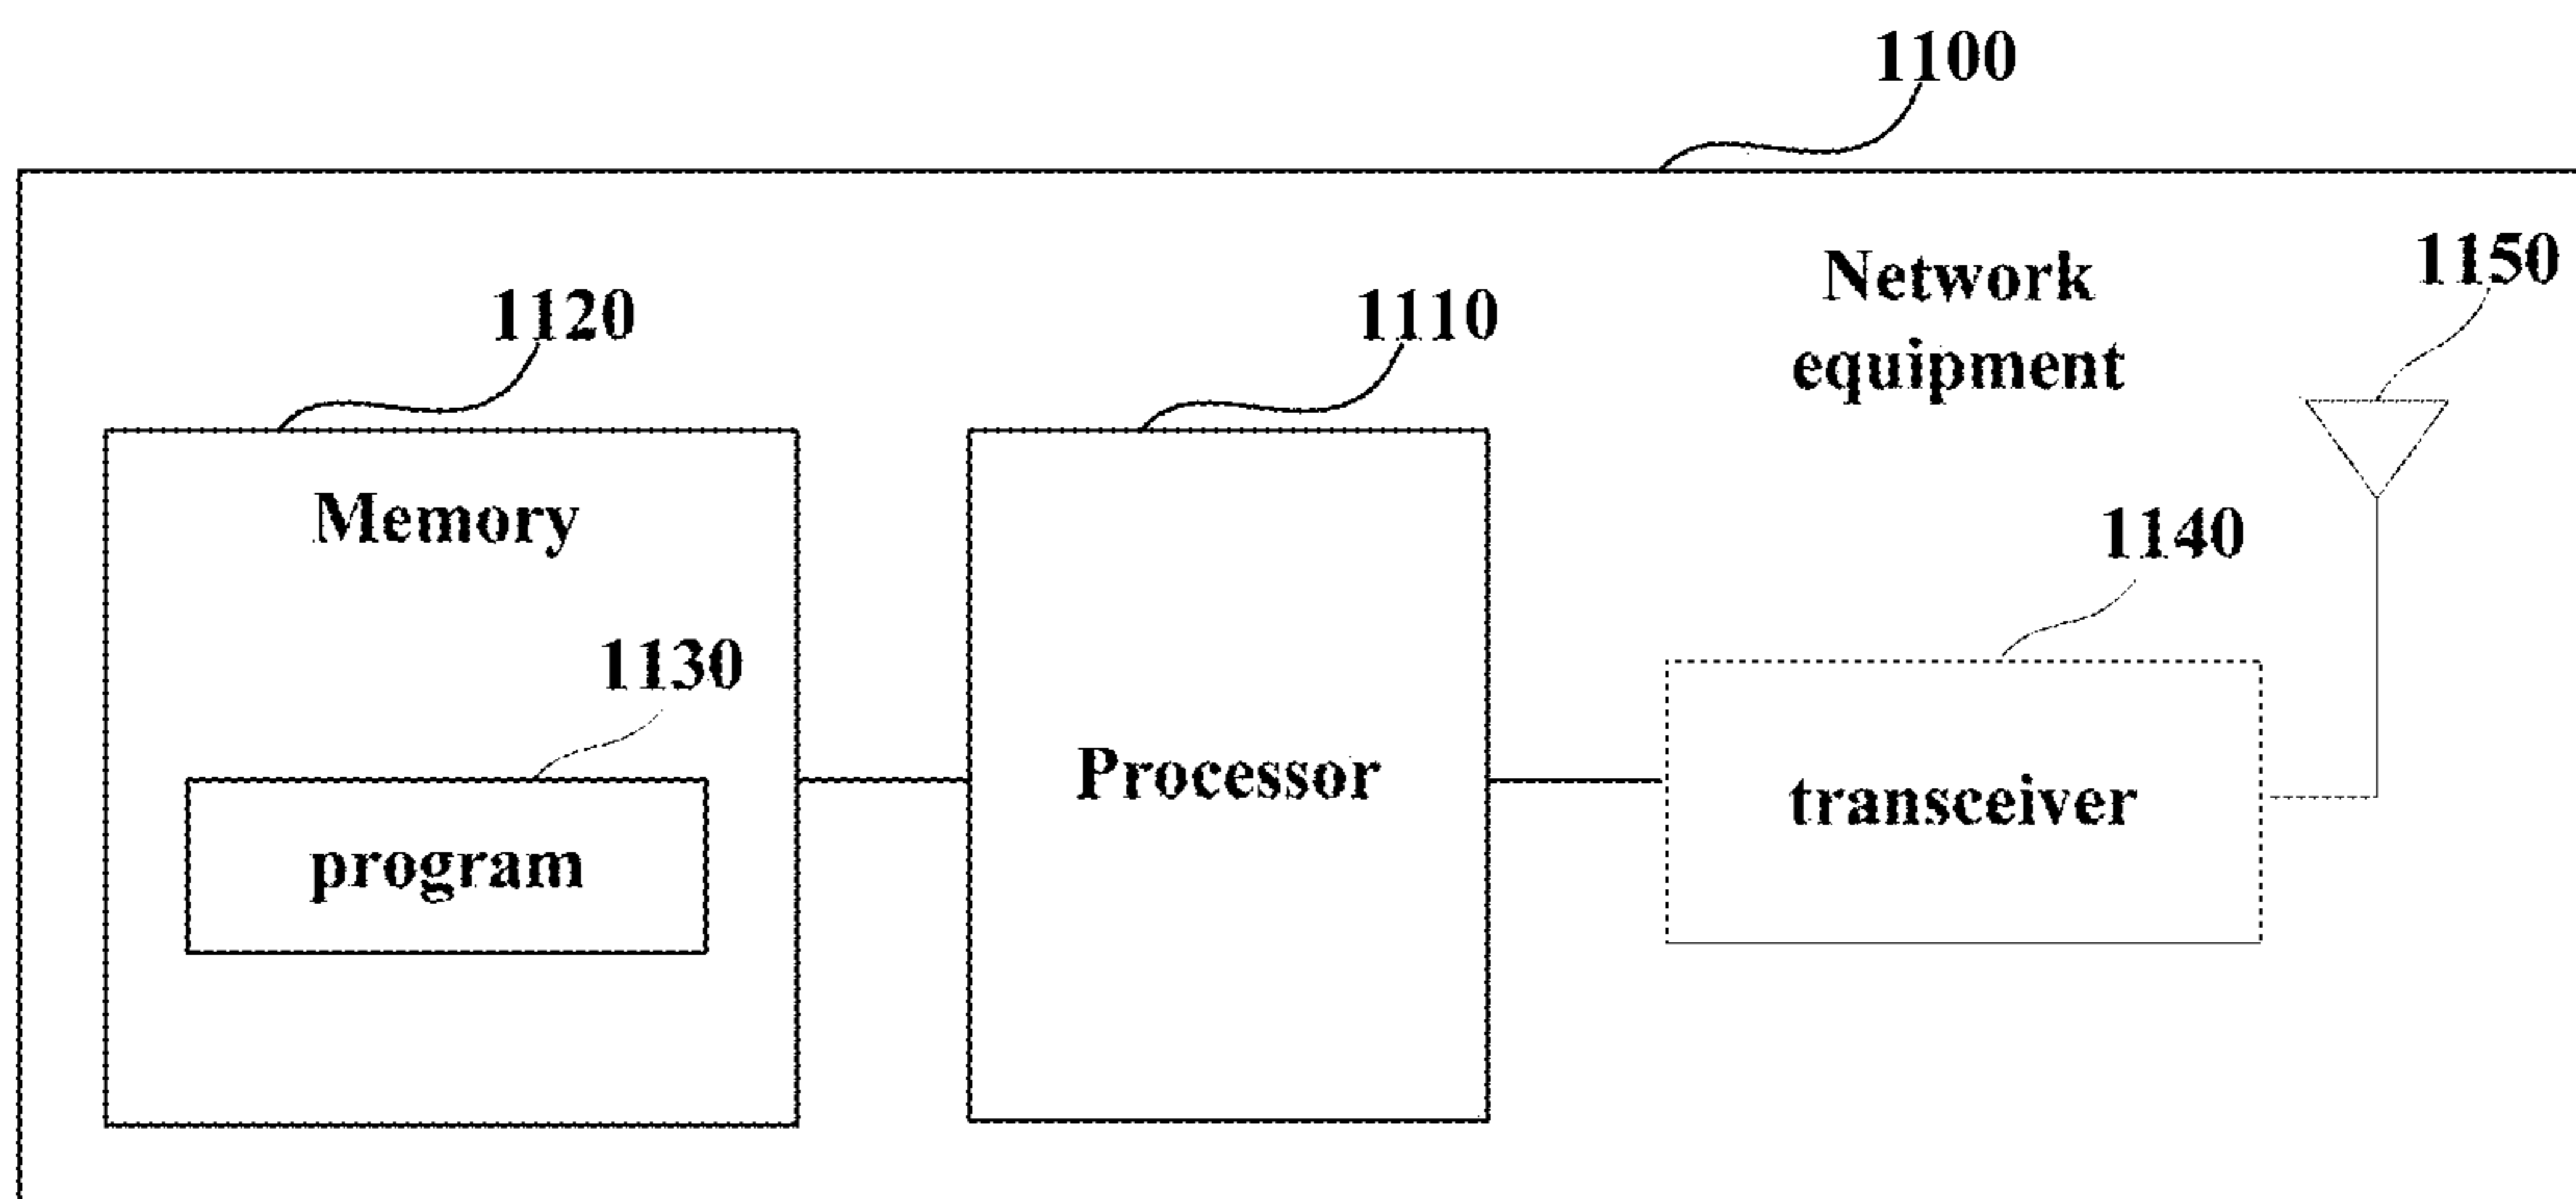 1100
Network
equipment
1150
1120
1110
Memory
1140
1130
Processor
transceiver
program